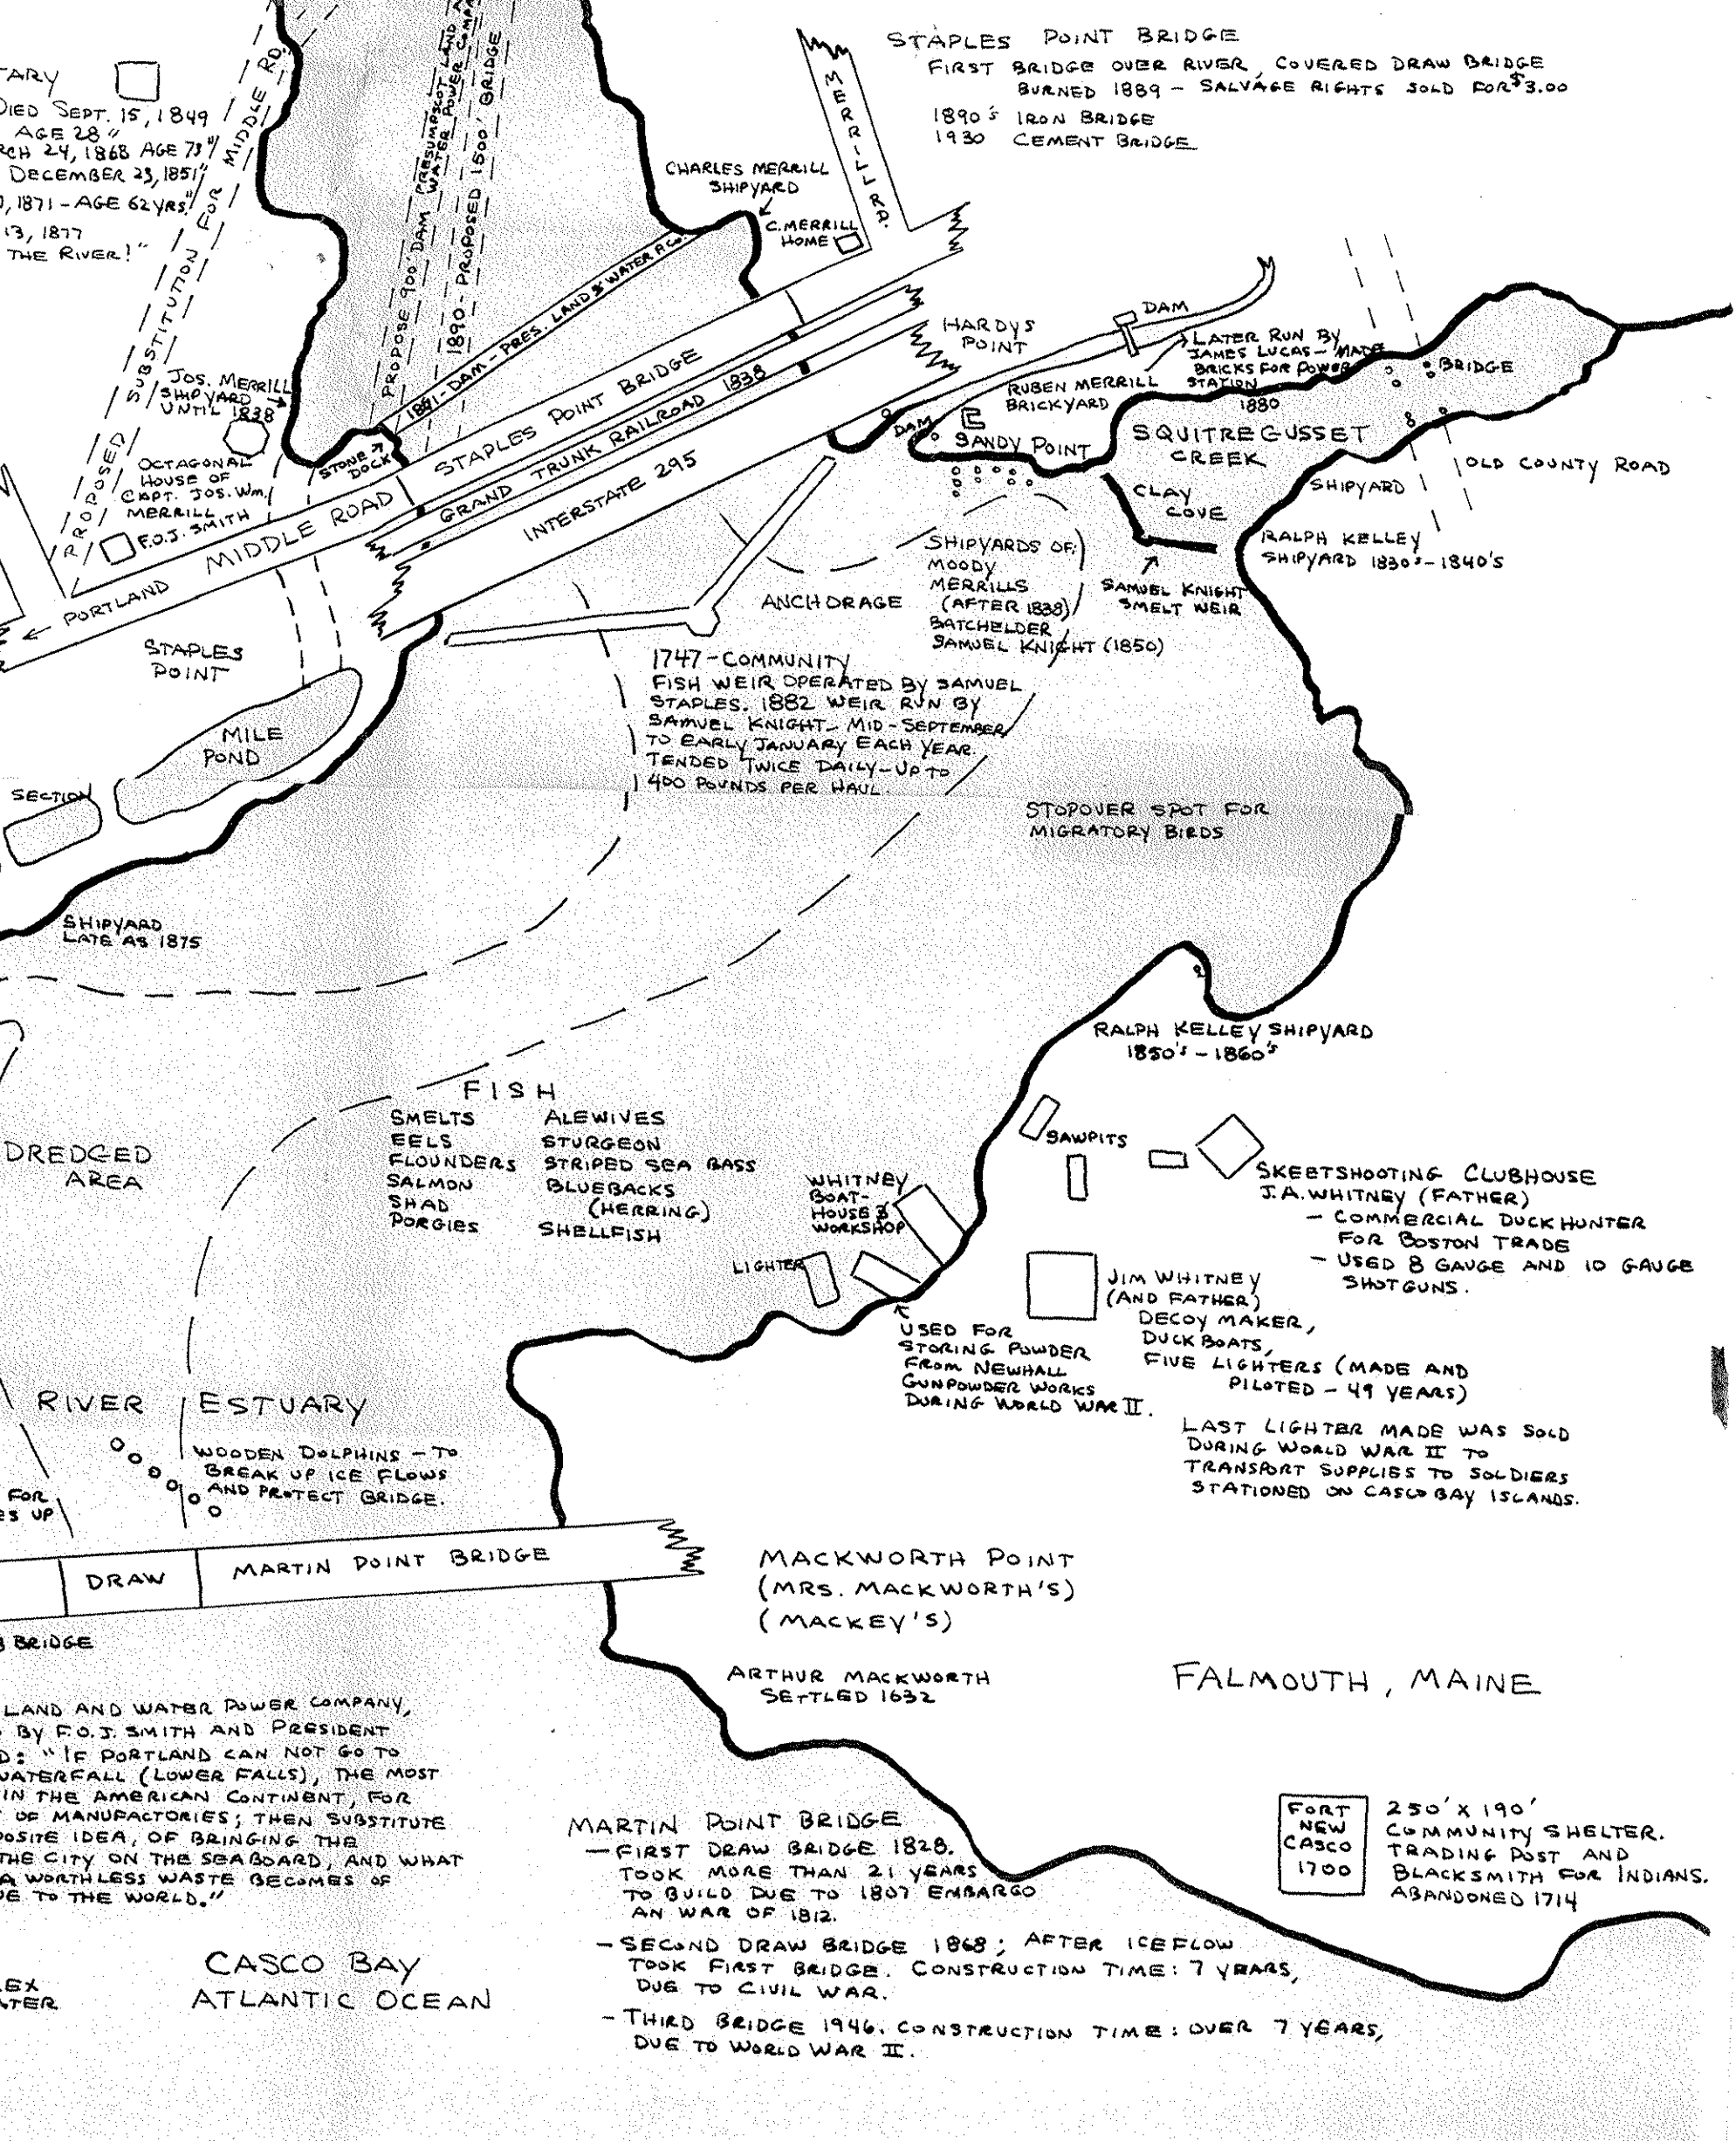 STAPLES POINT BRIDGE
FIRST BRIDGE OVER RIVER, COVERED DRAW BRIDGE
BURNED 1889 - SALVAGE RIGHTS SOLD FOR $3.00
1890'S IRON BRIDGE
1930 CEMENT BRIDGE
TARY
DIED SEPT. 15, 1849
AGE 28"
RCH 24, 1868 AGE 73"
DECEMBER 23, 1851"
, 1871 - AGE 62 YRS."
13, 1877
THE RIVER!"
PROPOSED SUBSTITUTION FOR MIDDLE RD.
PROPOSE 900' DAM PRESUMPSCOT LAND
WATER POWER COMPA
1890 - PROPOSED 1500' BRIDGE
1891 - DAM - PRES. LAND & WATER P. Co.
MERRILL RD.
CHARLES MERRILL
SHIPYARD
C. MERRILL
HOME
JOS. MERRILL
SHIPYARD
UNTIL 1838
OCTAGONAL
HOUSE OF
CAPT. JOS. Wm.
MERRILL
F.O.J. SMITH
STONE
DOCK
STAPLES POINT BRIDGE
GRAND TRUNK RAILROAD 1838
INTERSTATE 295
MIDDLE ROAD
← PORTLAND
HARDYS
POINT
DAM
LATER RUN BY
JAMES LUCAS - MADE
BRICKS FOR POWER
STATION
1880
RUBEN MERRILL
BRICKYARD
BRIDGE
DAM
SANDY POINT
SQUITREGUSSET
CREEK
OLD COUNTY ROAD
SHIPYARD
CLAY
COVE
RALPH KELLEY
SHIPYARD 1830's - 1840's
SAMUEL KNIGHT
SMELT WEIR
SHIPYARDS OF:
MOODY
MERRILLS
(AFTER 1838)
BATCHELDER
SAMUEL KNIGHT (1850)
ANCHORAGE
STAPLES
POINT
MILE
POND
SECTION
1747 - COMMUNITY
FISH WEIR OPERATED BY SAMUEL
STAPLES. 1882 WEIR RUN BY
SAMUEL KNIGHT - MID-SEPTEMBER
TO EARLY JANUARY EACH YEAR.
TENDED TWICE DAILY - UP TO
1400 POUNDS PER HAUL.
STOPOVER SPOT FOR
MIGRATORY BIRDS
SHIPYARD
LATE AS 1875
RALPH KELLEY SHIPYARD
1850's - 1860's
FISH
SMELTS
EELS
FLOUNDERS
SALMON
SHAD
PORGIES
ALEWIVES
STURGEON
STRIPED SEA BASS
BLUEBACKS
(HERRING)
SHELLFISH
DREDGED
AREA
SAWPITS
WHITNEY
BOAT-
HOUSE &
WORKSHOP
LIGHTER
SKEETSHOOTING CLUBHOUSE
J.A. WHITNEY (FATHER)
- COMMERCIAL DUCK HUNTER
FOR BOSTON TRADE
- USED 8 GAUGE AND 10 GAUGE
SHOTGUNS.
JIM WHITNEY
(AND FATHER)
DECOY MAKER,
DUCK BOATS,
FIVE LIGHTERS (MADE AND
PILOTED - 49 YEARS)
USED FOR
STORING POWDER
FROM NEWHALL
GUNPOWDER WORKS
DURING WORLD WAR II.
LAST LIGHTER MADE WAS SOLD
DURING WORLD WAR II TO
TRANSPORT SUPPLIES TO SOLDIERS
STATIONED ON CASCO BAY ISLANDS.
RIVER ESTUARY
WOODEN DOLPHINS - TO
BREAK UP ICE FLOWS
AND PROTECT BRIDGE.
FOR
ES UP
DRAW
MARTIN POINT BRIDGE
BRIDGE
MACKWORTH POINT
(MRS. MACKWORTH'S)
(MACKEY'S)
ARTHUR MACKWORTH
SETTLED 1632
FALMOUTH, MAINE
LAND AND WATER POWER COMPANY,
BY F.O.J. SMITH AND PRESIDENT
D: "IF PORTLAND CAN NOT GO TO
WATERFALL (LOWER FALLS), THE MOST
IN THE AMERICAN CONTINENT, FOR
OF MANUFACTORIES; THEN SUBSTITUTE
POSITE IDEA, OF BRINGING THE
THE CITY ON THE SEABOARD, AND WHAT
A WORTHLESS WASTE BECOMES OF
UE TO THE WORLD."
MARTIN POINT BRIDGE
- FIRST DRAW BRIDGE 1828.
TOOK MORE THAN 21 YEARS
TO BUILD DUE TO 1807 EMBARGO
AN WAR OF 1812.
- SECOND DRAW BRIDGE 1868; AFTER ICEFLOW
TOOK FIRST BRIDGE. CONSTRUCTION TIME: 7 YEARS,
DUE TO CIVIL WAR.
- THIRD BRIDGE 1946. CONSTRUCTION TIME: OVER 7 YEARS,
DUE TO WORLD WAR II.
FORT
NEW
CASCO
1700
250' X 190'
COMMUNITY SHELTER.
TRADING POST AND
BLACKSMITH FOR INDIANS.
ABANDONED 1714
CASCO BAY
ATLANTIC OCEAN
LEX
ATER